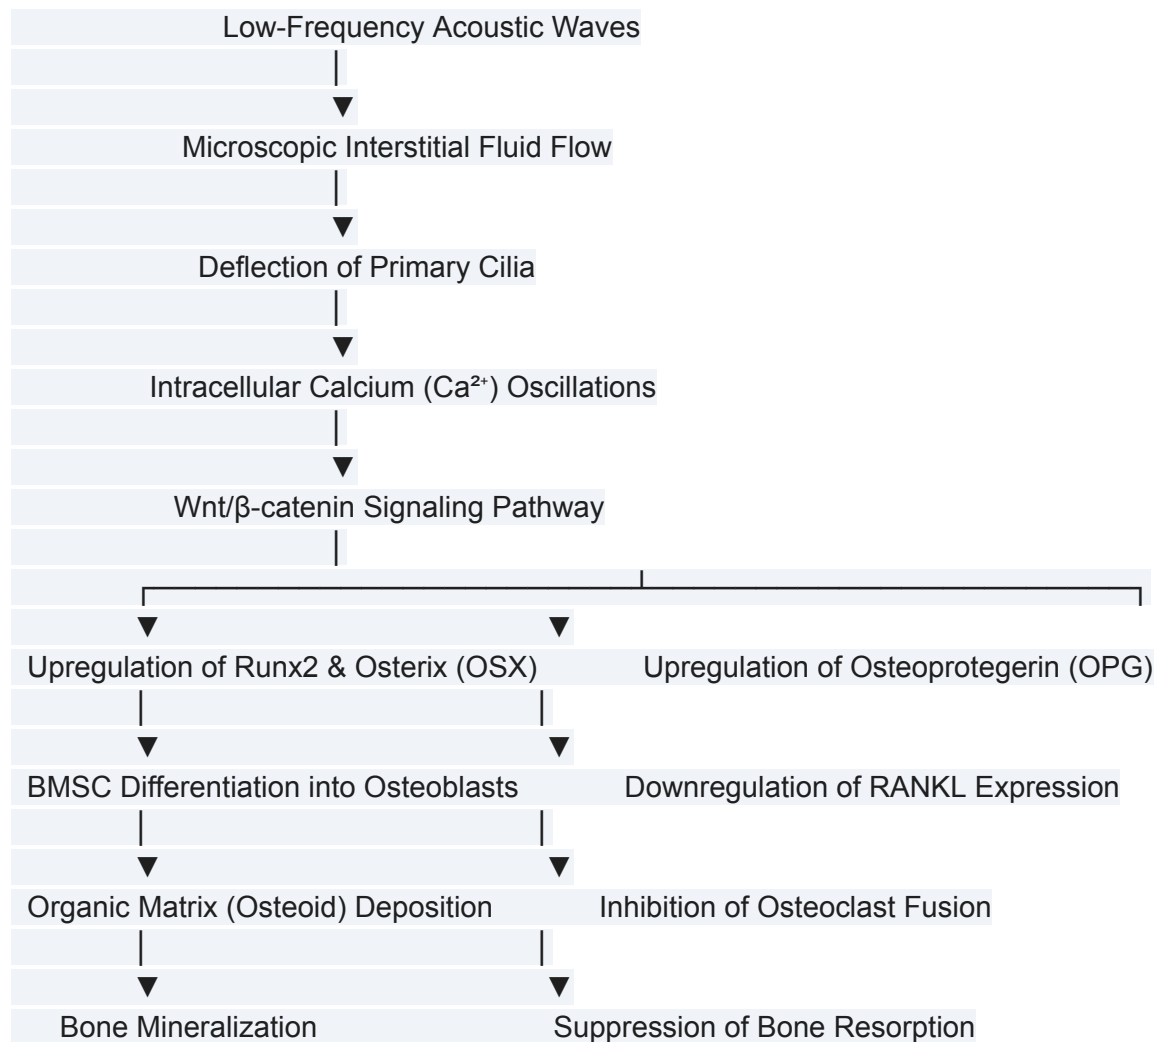 Low-Frequency Acoustic Waves
Microscopic Interstitial Fluid Flow
Deflection of Primary Cilia
Intracellular Calcium (Ca²⁺) Oscillations
Wnt/β-catenin Signaling Pathway
Upregulation of Runx2 & Osterix (OSX) Upregulation of Osteoprotegerin (OPG)
BMSC Differentiation into Osteoblasts Downregulation of RANKL Expression
Organic Matrix (Osteoid) Deposition Inhibition of Osteoclast Fusion
Bone Mineralization Suppression of Bone Resorption